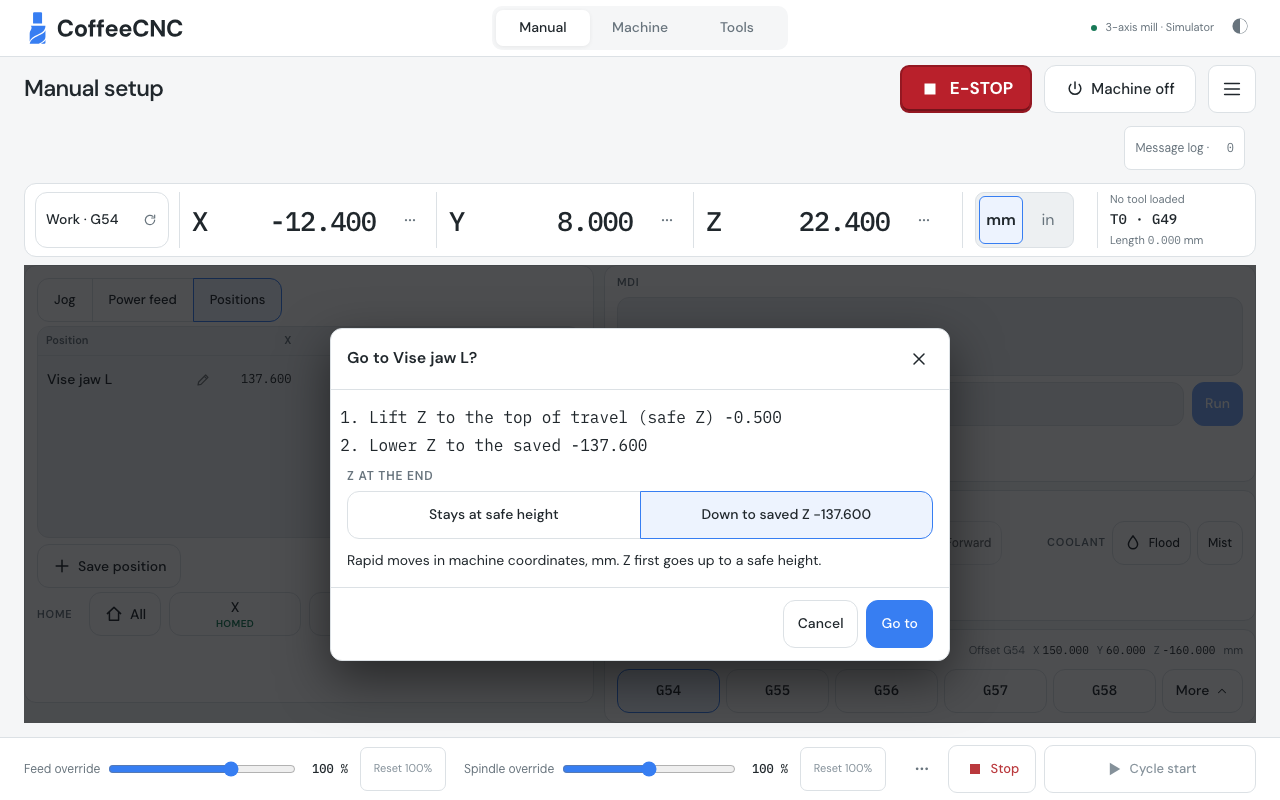 CoffeeCNC
Manual
Machine
Tools
3-axis mill · Simulator
Manual setup
E-STOP
Machine off
Message log · 0
Work · G54
X -12.400 ···
Y 8.000 ···
Z 22.400 ···
mm
in
No tool loaded
T0 · G49
Length 0.000 mm
Jog
Power feed
Positions
MDI
Position X
Vise jaw L 137.600
Run
Go to Vise jaw L?
1. Lift Z to the top of travel (safe Z) -0.500
2. Lower Z to the saved -137.600
Z AT THE END
Stays at safe height
Down to saved Z -137.600
Rapid moves in machine coordinates, mm. Z first goes up to a safe height.
Cancel
Go to
COOLANT
Flood
Mist
Save position
HOME
All
X
HOMED
Offset G54 X 150.000 Y 60.000 Z -160.000 mm
G54
G55
G56
G57
G58
More
Feed override
100 %
Reset 100%
Spindle override
100 %
Reset 100%
···
Stop
Cycle start